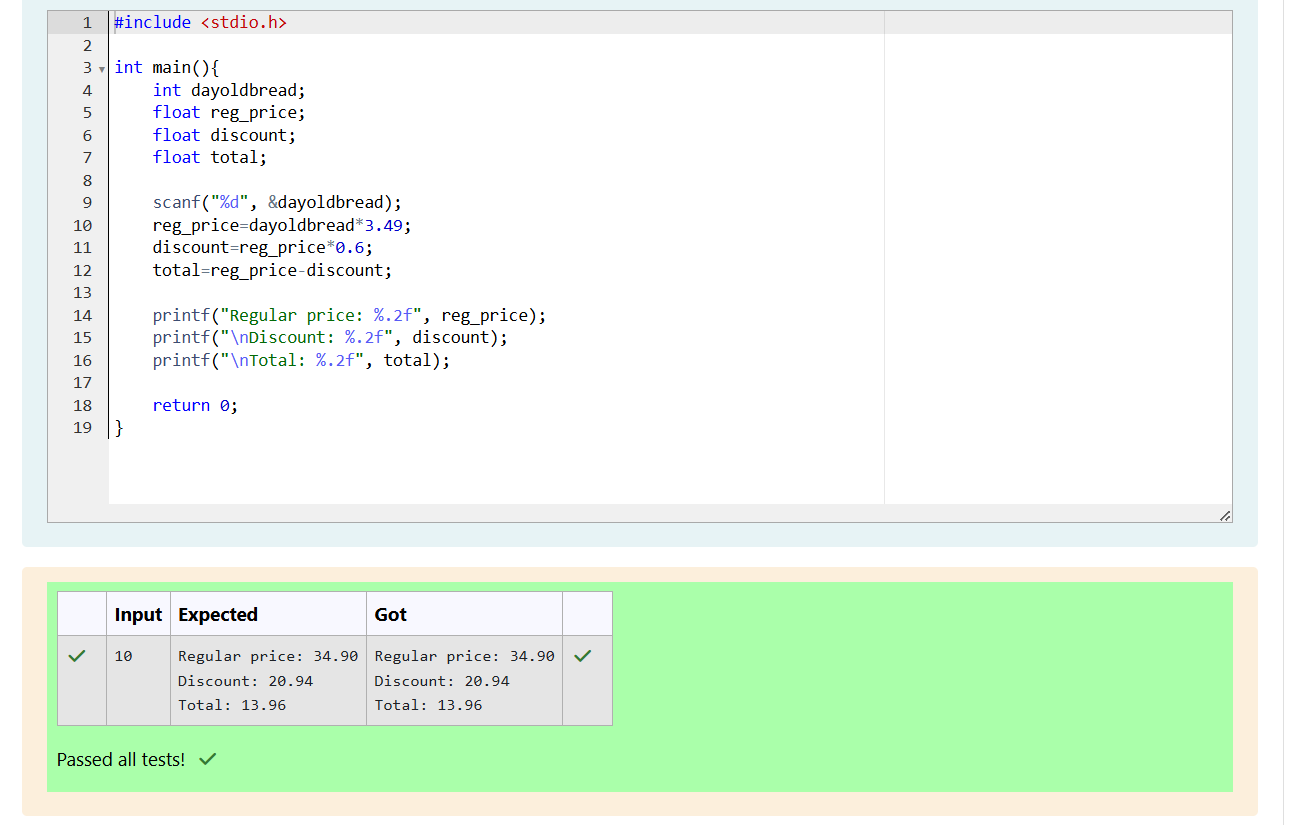 1 #include <stdio.h>
2
3 int main(){
4     int dayoldbread;
5     float reg_price;
6     float discount;
7     float total;
8
9     scanf("%d", &dayoldbread);
10     reg_price=dayoldbread*3.49;
11     discount=reg_price*0.6;
12     total=reg_price-discount;
13
14     printf("Regular price: %.2f", reg_price);
15     printf("\nDiscount: %.2f", discount);
16     printf("\nTotal: %.2f", total);
17
18     return 0;
19 }
Input Expected Got
10 Regular price: 34.90 Regular price: 34.90
Discount: 20.94 Discount: 20.94
Total: 13.96 Total: 13.96
Passed all tests!